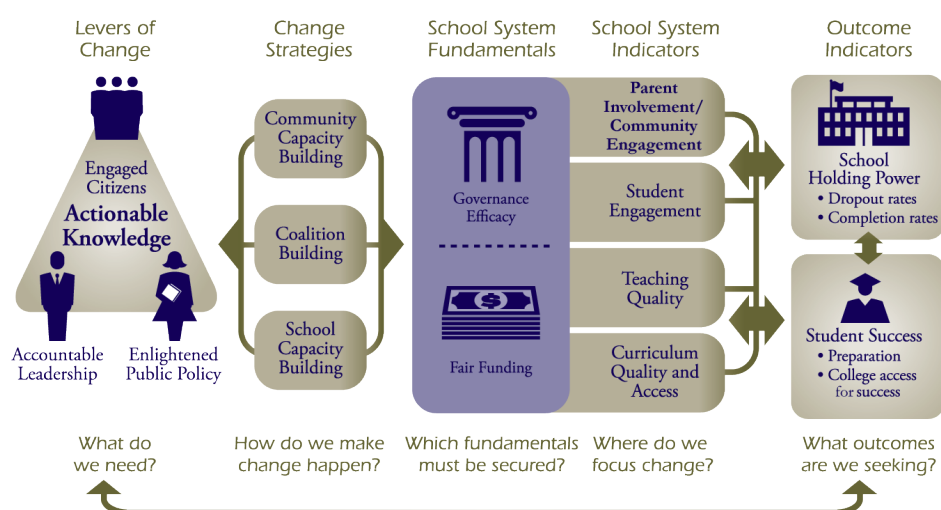 Levers of
Change
Change
Strategies
School System
Fundamentals
School System
Indicators
Outcome
Indicators
Engaged
Citizens
Actionable
Knowledge
Accountable
Leadership
Enlightened
Public Policy
Community
Capacity
Building
Coalition
Building
School
Capacity
Building
Governance
Efficacy
$
Fair Funding
Parent
Involvement/
Community
Engagement
Student
Engagement
Teaching
Quality
Curriculum
Quality and
Access
School
Holding Power
• Dropout rates
• Completion rates
Student Success
• Preparation
• College access
for success
What do
we need?
How do we make
change happen?
Which fundamentals
must be secured?
Where do we
focus change?
What outcomes
are we seeking?